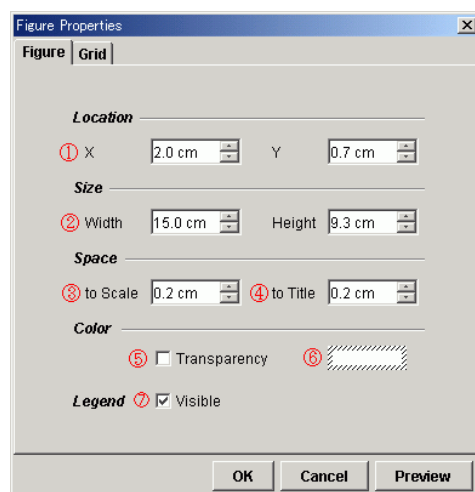 Figure Properties
Figure Grid
Location
① X 2.0 cm Y 0.7 cm
Size
② Width 15.0 cm Height 9.3 cm
Space
③ to Scale 0.2 cm ④ to Title 0.2 cm
Color
⑤ Transparency ⑥
Legend ⑦ Visible
OK Cancel Preview